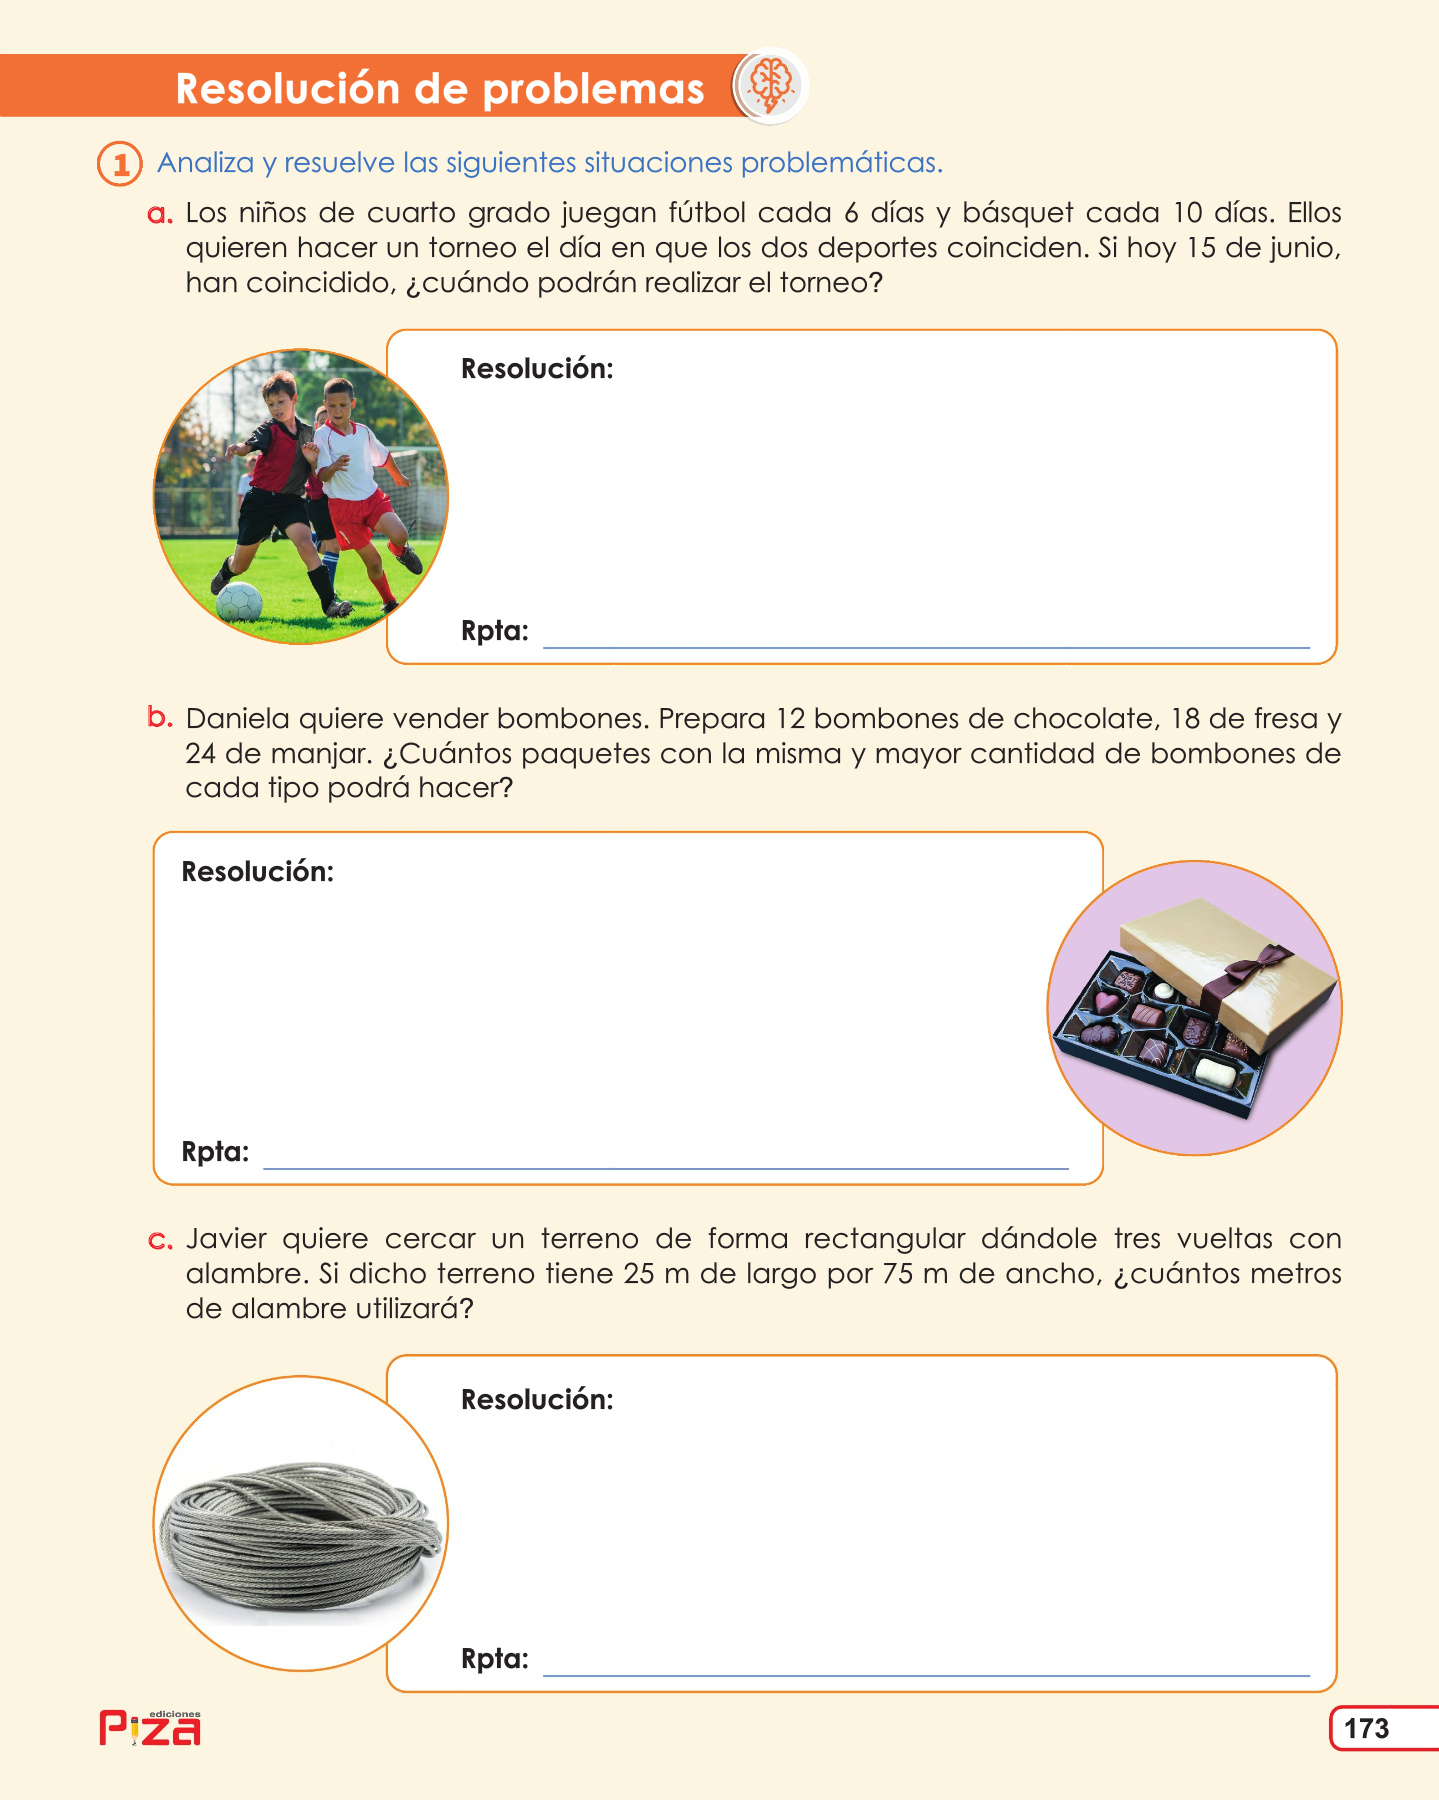 Resolución de problemas
1 Analiza y resuelve las siguientes situaciones problemáticas.
a. Los niños de cuarto grado juegan fútbol cada 6 días y básquet cada 10 días. Ellos
quieren hacer un torneo el día en que los dos deportes coinciden. Si hoy 15 de junio,
han coincidido, ¿cuándo podrán realizar el torneo?
Resolución:
Rpta:
b. Daniela quiere vender bombones. Prepara 12 bombones de chocolate, 18 de fresa y
24 de manjar. ¿Cuántos paquetes con la misma y mayor cantidad de bombones de
cada tipo podrá hacer?
Resolución:
Rpta:
c. Javier quiere cercar un terreno de forma rectangular dándole tres vueltas con
alambre. Si dicho terreno tiene 25 m de largo por 75 m de ancho, ¿cuántos metros
de alambre utilizará?
Resolución:
Rpta:
ediciones
Piza
173